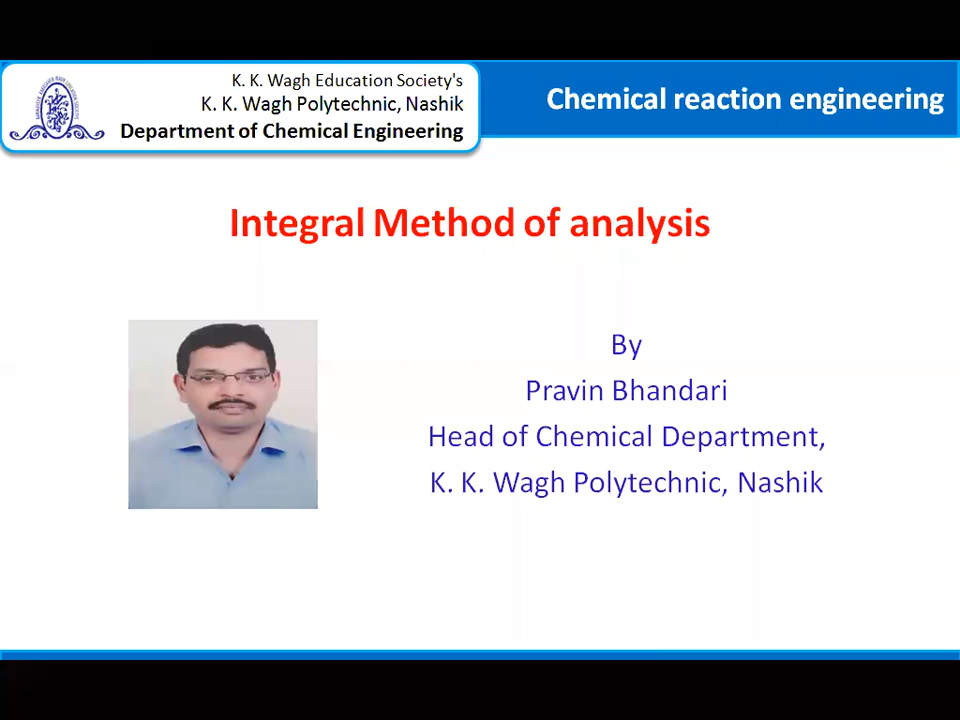 K. K. Wagh Education Society's
K. K. Wagh Polytechnic, Nashik
Department of Chemical Engineering
Chemical reaction engineering
Integral Method of analysis
By
Pravin Bhandari
Head of Chemical Department,
K. K. Wagh Polytechnic, Nashik